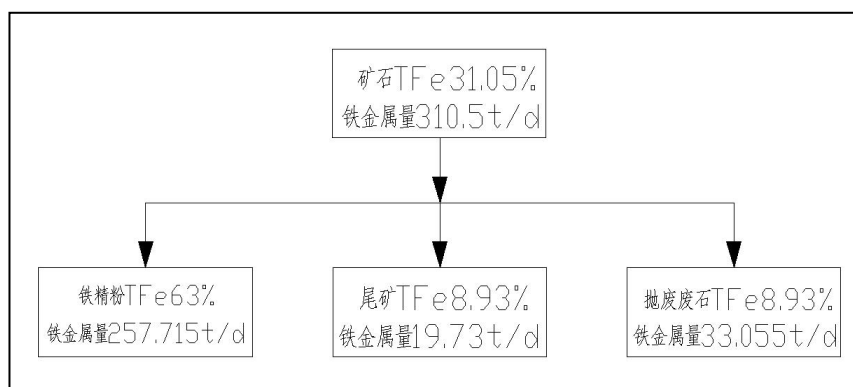 矿石TFe31.05%
铁金属量310.5t/d
铁精粉TFe63%
铁金属量257.715t/d
尾矿TFe8.93%
铁金属量19.73t/d
抛废废石TFe8.93%
铁金属量33.055t/d